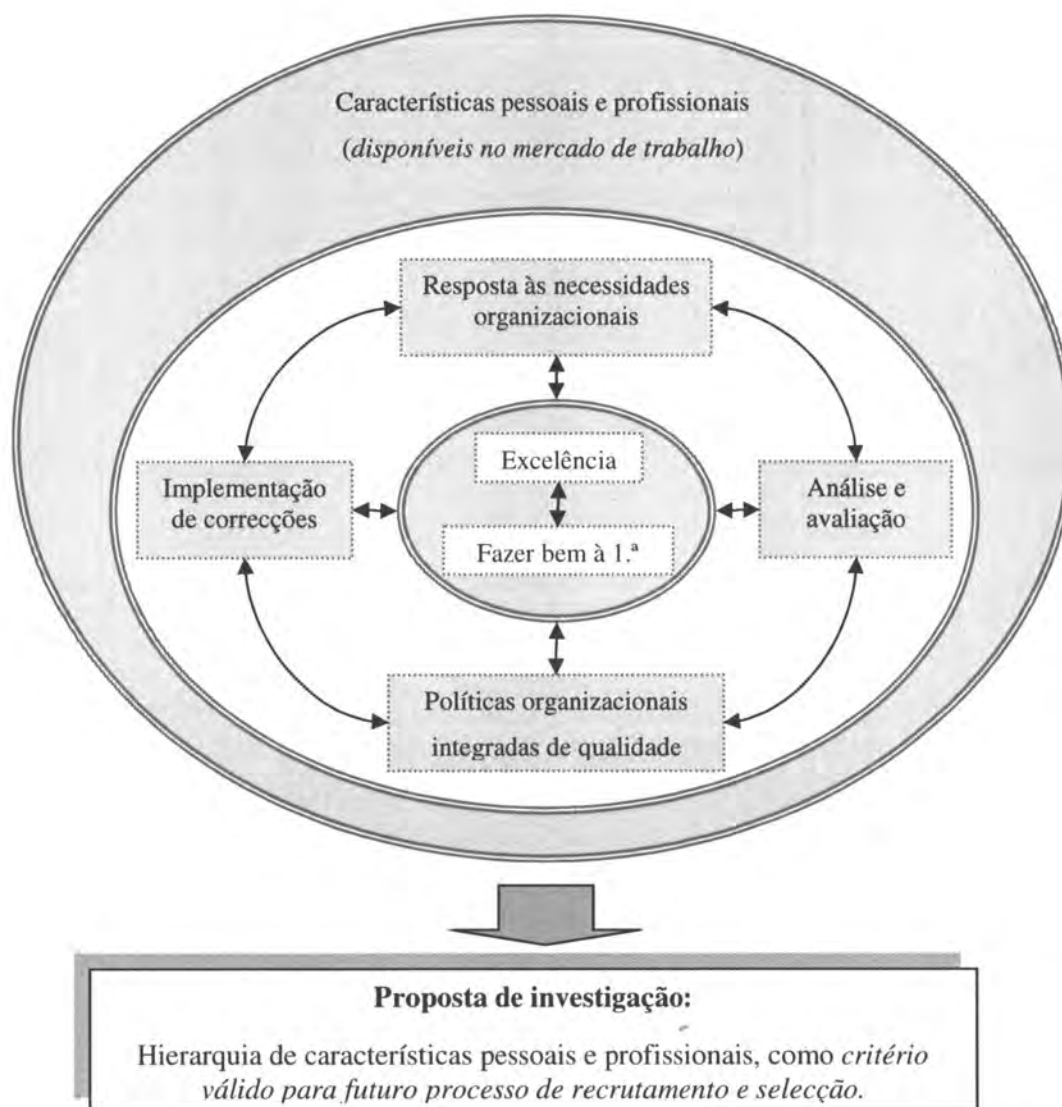 Características pessoais e profissionais
(disponíveis no mercado de trabalho)
Resposta às necessidades
organizacionais
Excelência
Implementação
de correcções
Análise e
avaliação
Fazer bem à 1.ª
Políticas organizacionais
integradas de qualidade
Proposta de investigação:
Hierarquia de características pessoais e profissionais, como critério
válido para futuro processo de recrutamento e selecção.